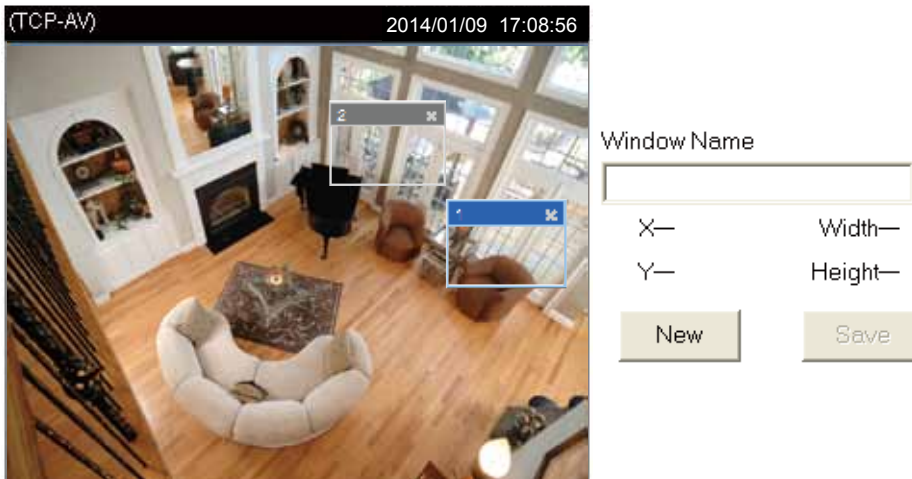 (TCP-AV) 2014/01/09 17:08:56
2
1
Window Name
X— Width—
Y— Height—
New Save